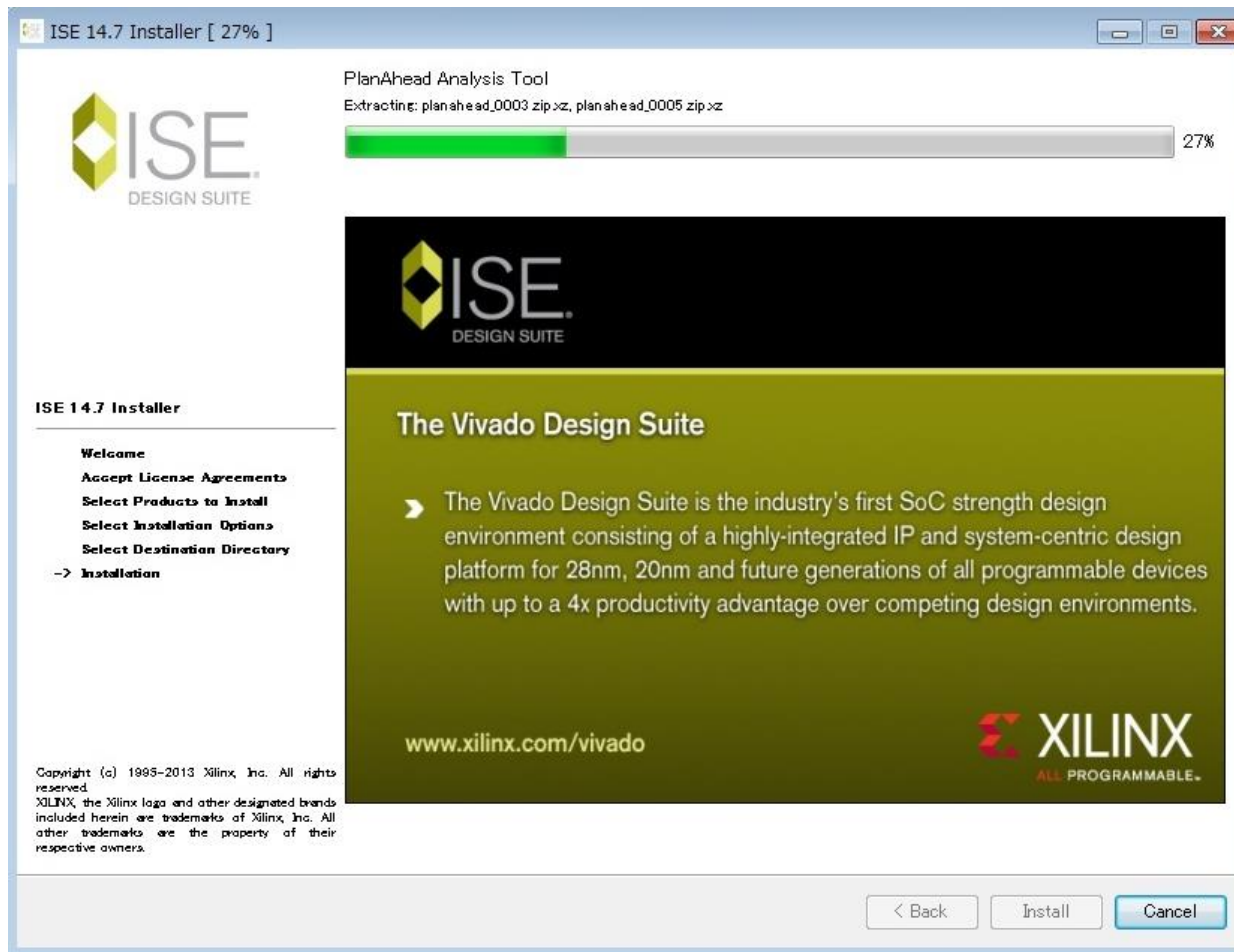 ISE 14.7 Installer [ 27% ]
PlanAhead Analysis Tool
Extracting: planahead_0003 zip.xz, planahead_0005 zip.xz
27%
ISE®
DESIGN SUITE
ISE®
DESIGN SUITE
The Vivado Design Suite
The Vivado Design Suite is the industry's first SoC strength design
environment consisting of a highly-integrated IP and system-centric design
platform for 28nm, 20nm and future generations of all programmable devices
with up to a 4x productivity advantage over competing design environments.
www.xilinx.com/vivado
XILINX
ALL PROGRAMMABLE™
ISE 14.7 Installer
Welcome
Accept License Agreements
Select Products to Install
Select Installation Options
Select Destination Directory
-> Installation
Copyright (c) 1995-2013 Xilinx, Inc. All rights
reserved.
XILINX, the Xilinx logo and other designated brands
included herein are trademarks of Xilinx, Inc. All
other trademarks are the property of their
respective owners.
< Back
Install
Cancel